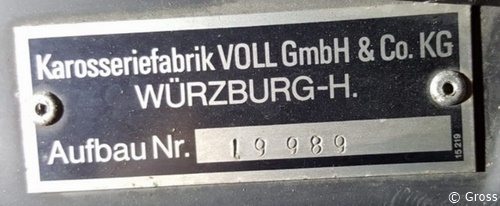 Karosseriefabrik VOLL GmbH & Co. KG
WÜRZBURG-H.
Aufbau Nr. 19989
15 219
© Gross